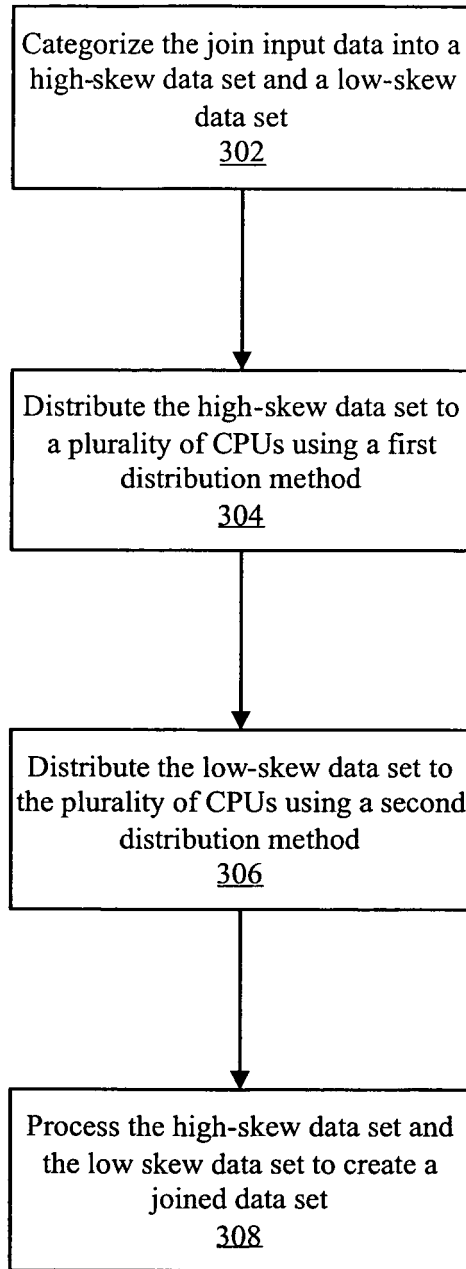 Categorize the join input data into a
high-skew data set and a low-skew
data set
302
Distribute the high-skew data set to
a plurality of CPUs using a first
distribution method
304
Distribute the low-skew data set to
the plurality of CPUs using a second
distribution method
306
Process the high-skew data set and
the low skew data set to create a
joined data set
308